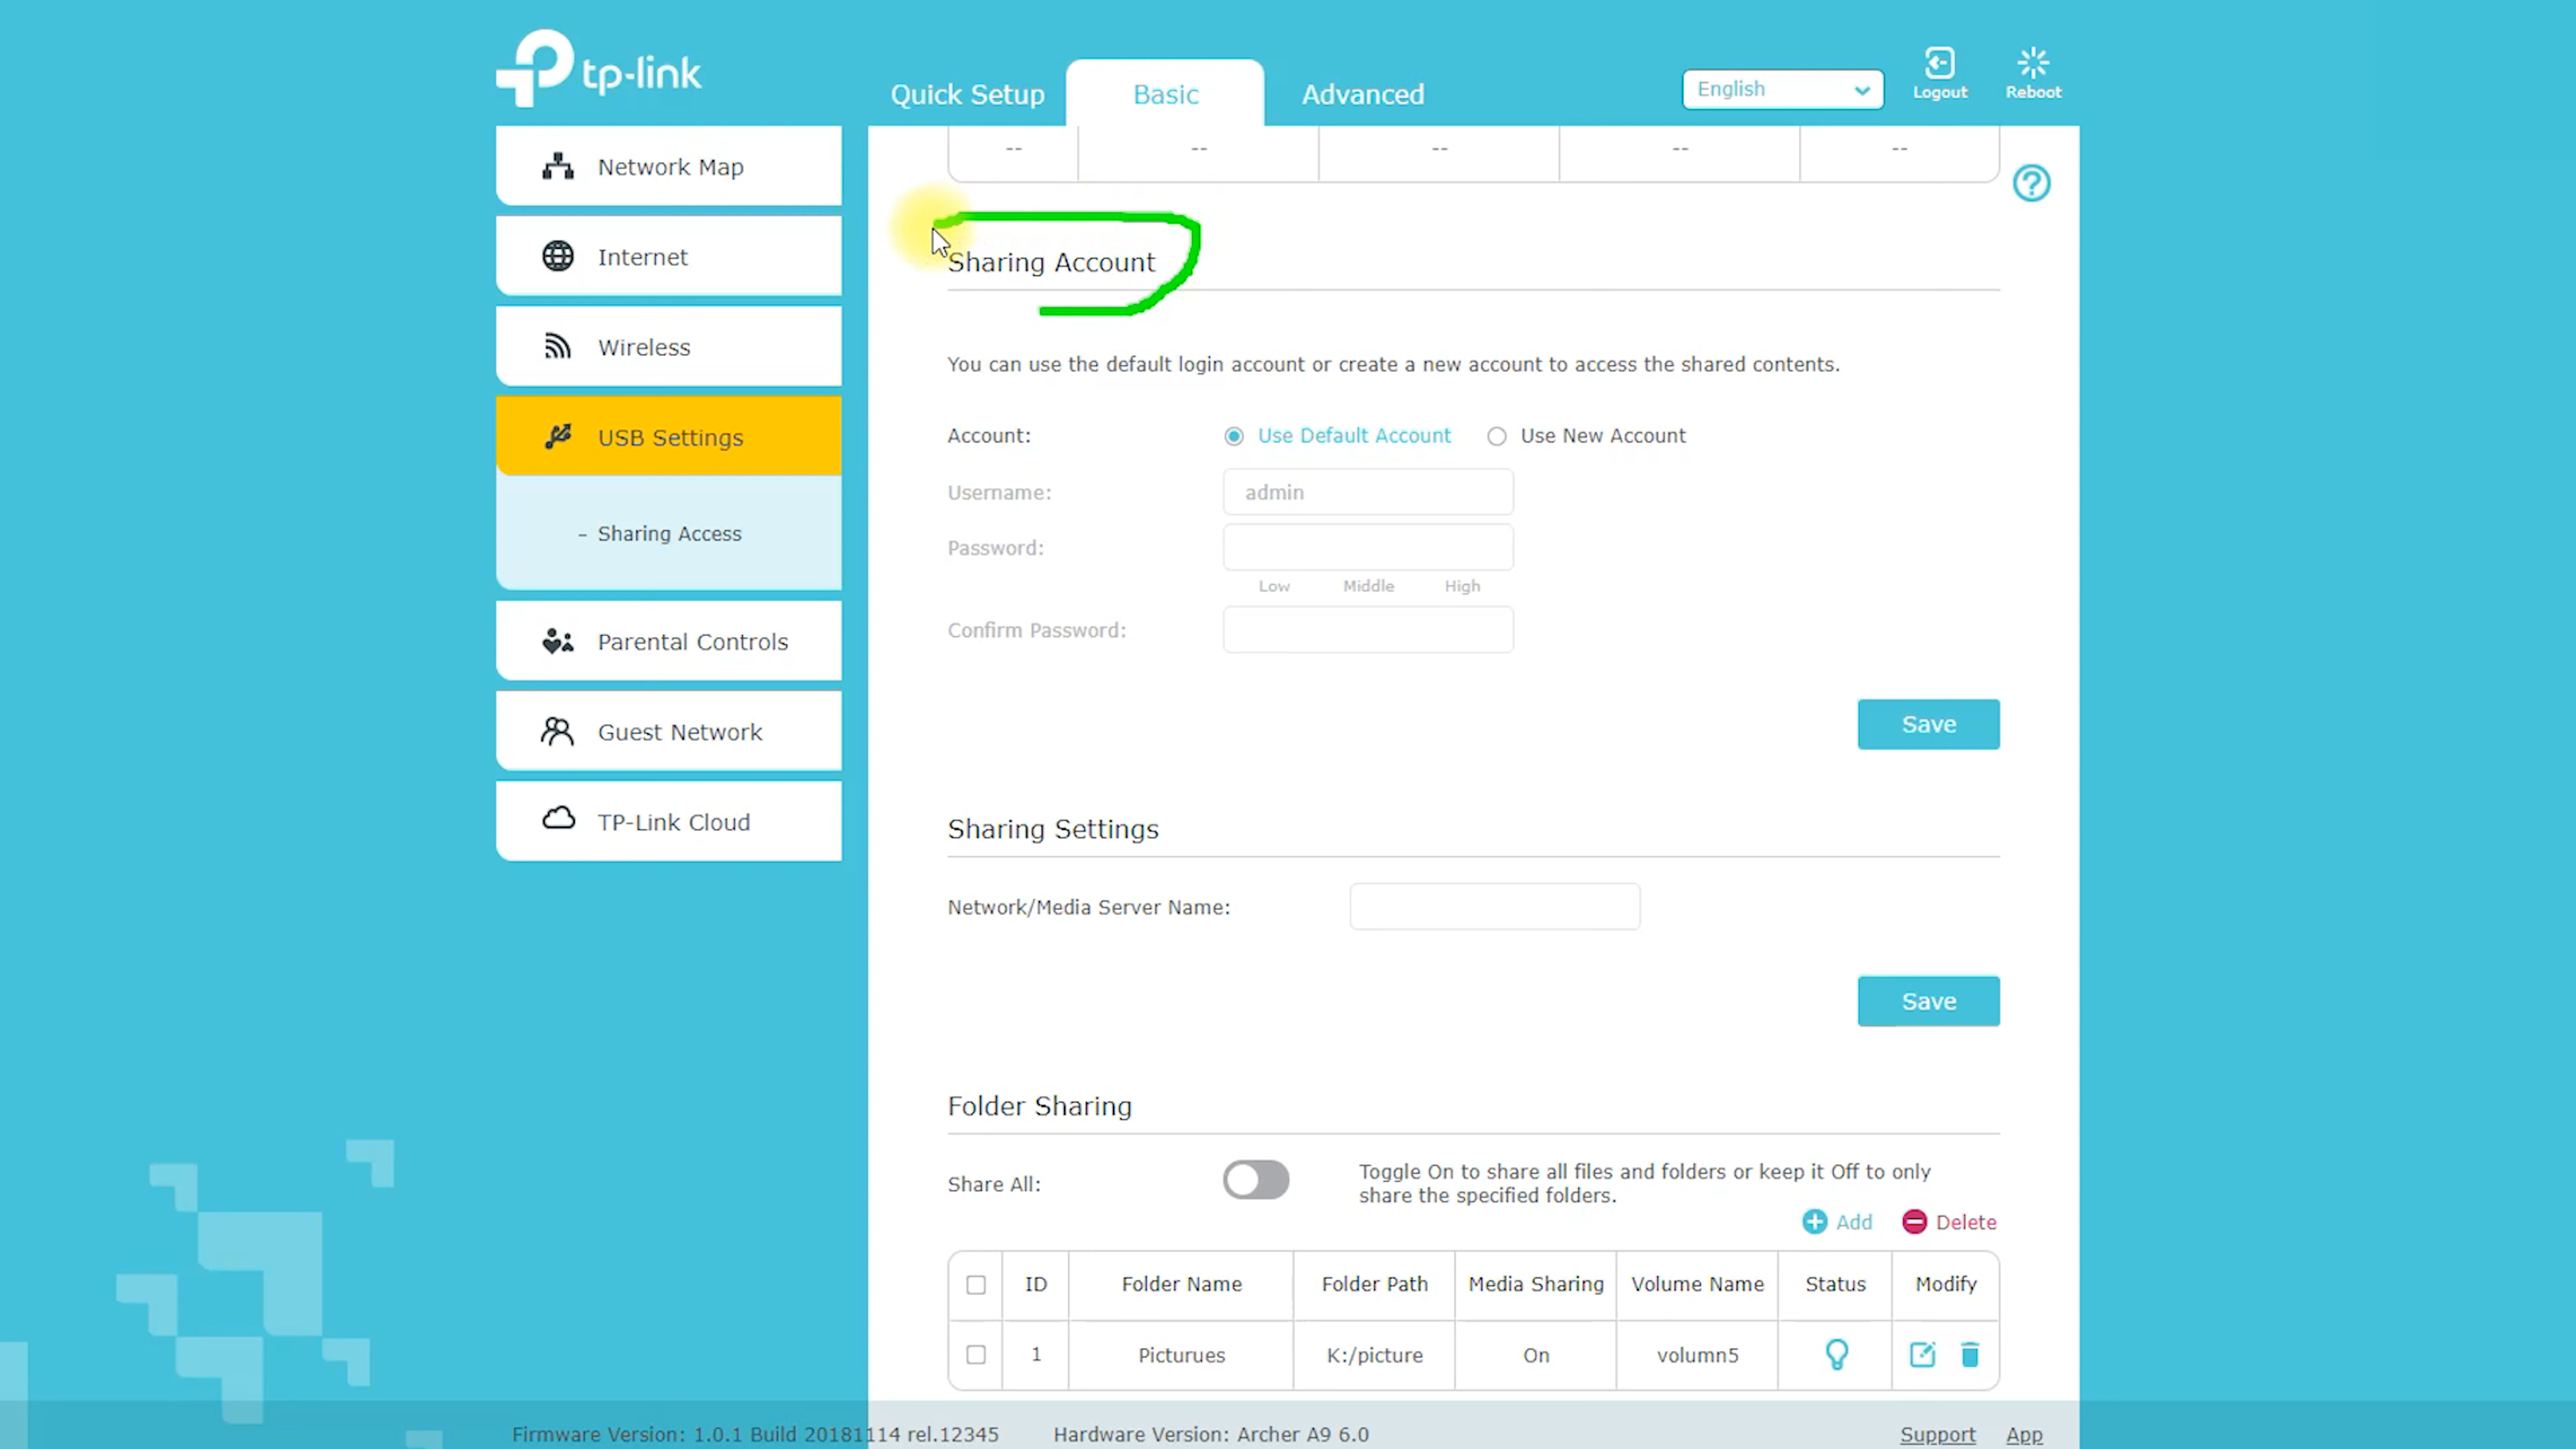 tp-link
Quick Setup
Basic
Advanced
English
Logout
Reboot
Network Map
Internet
Wireless
USB Settings
- Sharing Access
Parental Controls
Guest Network
TP-Link Cloud
-- -- -- -- --
Sharing Account
You can use the default login account or create a new account to access the shared contents.
Account: Use Default Account Use New Account
Username: admin
Password:
Low Middle High
Confirm Password:
Save
Sharing Settings
Network/Media Server Name:
Save
Folder Sharing
Share All: Toggle On to share all files and folders or keep it Off to only
share the specified folders.
Add Delete
ID Folder Name Folder Path Media Sharing Volume Name Status Modify
1 Picturues K:/picture On volumn5
Firmware Version: 1.0.1 Build 20181114 rel.12345 Hardware Version: Archer A9 6.0 Support App